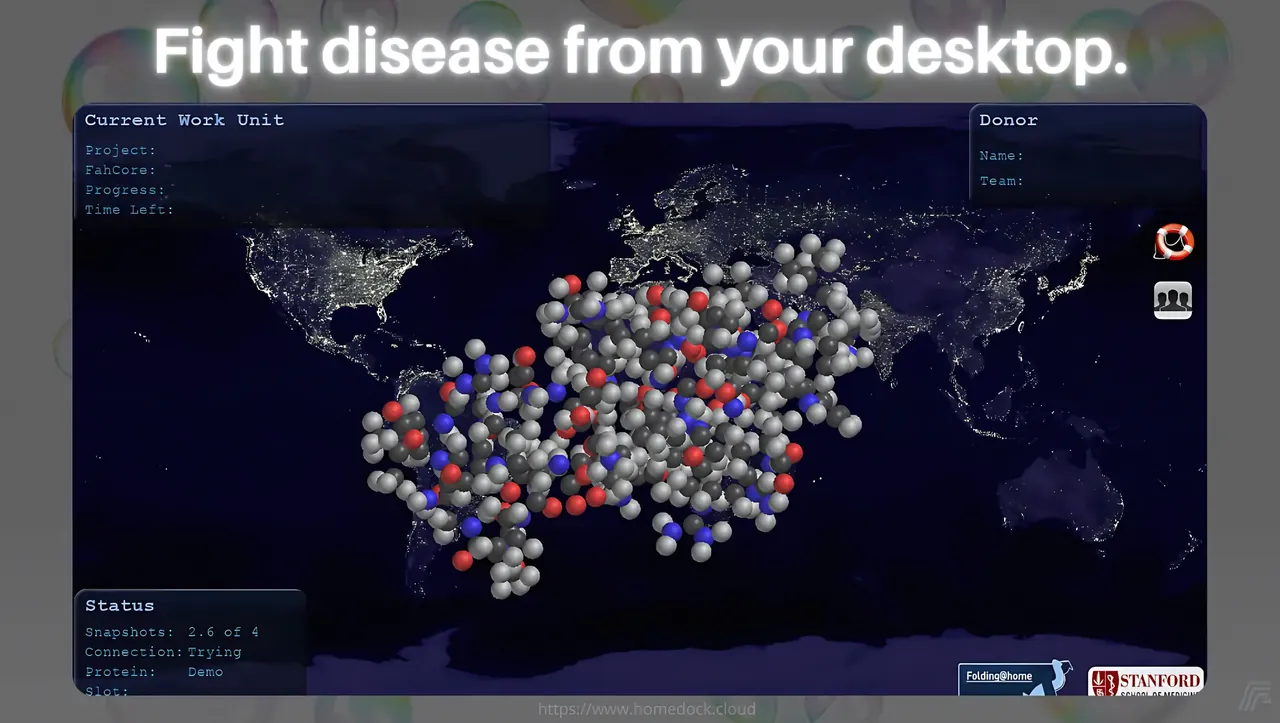 Fight disease from your desktop.
Current Work Unit
Project:
FahCore:
Progress:
Time Left:
Donor
Name:
Team:
Status
Snapshots: 2.6 of 4
Connection: Trying
Protein: Demo
Slot:
Folding@home
STANFORD
SCHOOL OF MEDICINE
https://www.homedock.cloud